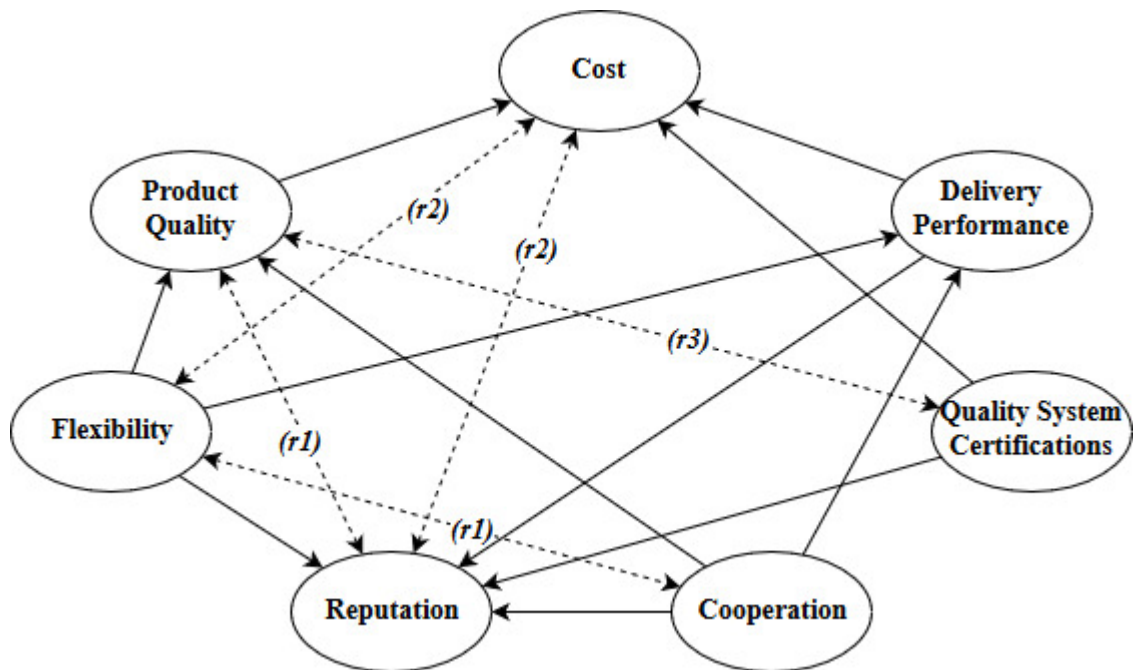 Cost
Product
Quality
Delivery
Performance
(r2)
(r2)
(r3)
Flexibility
Quality System
Certifications
(r1)
(r1)
Reputation
Cooperation